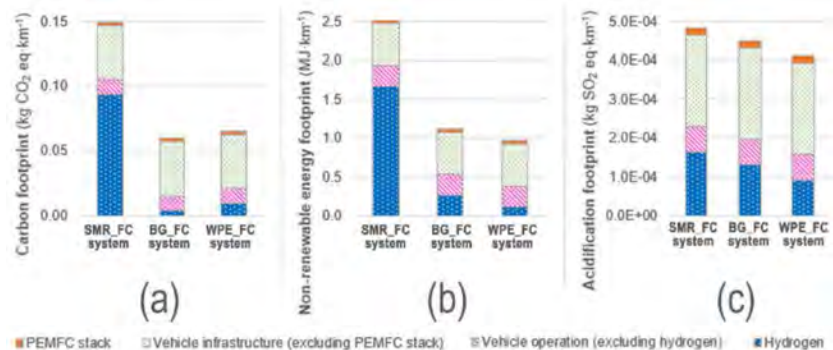 Carbon footprint (kg CO₂ eq·km⁻¹)
0.15
0.10
0.05
0.00
SMR_FC system
BG_FC system
WPE_FC system
(a)
Non-renewable energy footprint (MJ·km⁻¹)
2.5
2.0
1.5
1.0
0.5
0.0
SMR_FC system
BG_FC system
WPE_FC system
(b)
Acidification footprint (kg SO₂ eq·km⁻¹)
5.0E-04
4.0E-04
3.0E-04
2.0E-04
1.0E-04
0.0E+00
SMR_FC system
BG_FC system
WPE_FC system
(c)
PEMFC stack
Vehicle infrastructure (excluding PEMFC stack)
Vehicle operation (excluding hydrogen)
Hydrogen